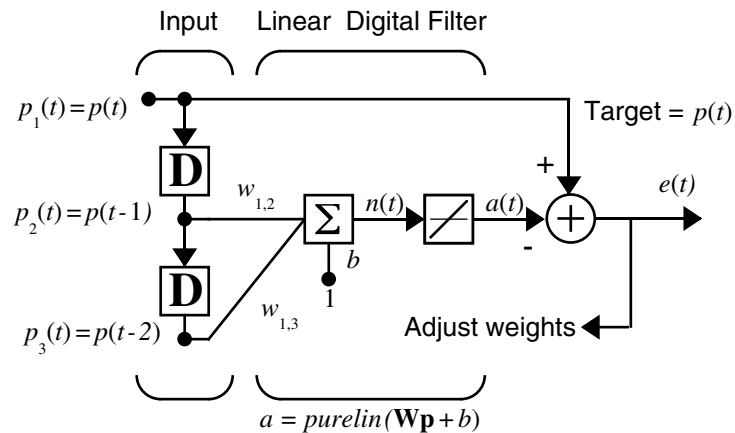 Input
Linear Digital Filter
p₁(t) = p(t)
Target = p(t)
D
+
e(t)
w₁,₂
n(t)
a(t)
p₂(t) = p(t-1)
Σ
+
-
b
D
1
w₁,₃
p₃(t) = p(t-2)
Adjust weights
a = purelin(Wp + b)